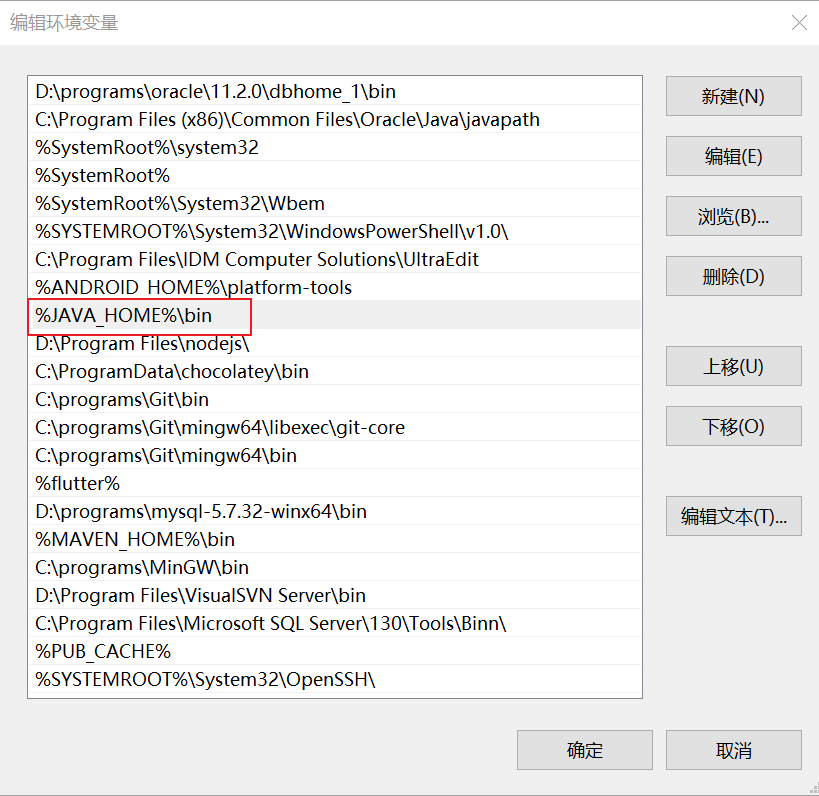 编辑环境变量
D:\programs\oracle\11.2.0\dbhome_1\bin
C:\Program Files (x86)\Common Files\Oracle\Java\javapath
%SystemRoot%\system32
%SystemRoot%
%SystemRoot%\System32\Wbem
%SYSTEMROOT%\System32\WindowsPowerShell\v1.0\
C:\Program Files\IDM Computer Solutions\UltraEdit
%ANDROID_HOME%\platform-tools
%JAVA_HOME%\bin
D:\Program Files\nodejs\
C:\ProgramData\chocolatey\bin
C:\programs\Git\bin
C:\programs\Git\mingw64\libexec\git-core
C:\programs\Git\mingw64\bin
%flutter%
D:\programs\mysql-5.7.32-winx64\bin
%MAVEN_HOME%\bin
C:\programs\MinGW\bin
D:\Program Files\VisualSVN Server\bin
C:\Program Files\Microsoft SQL Server\130\Tools\Binn\
%PUB_CACHE%
%SYSTEMROOT%\System32\OpenSSH\
新建(N)
编辑(E)
浏览(B)...
删除(D)
上移(U)
下移(O)
编辑文本(T)...
确定
取消